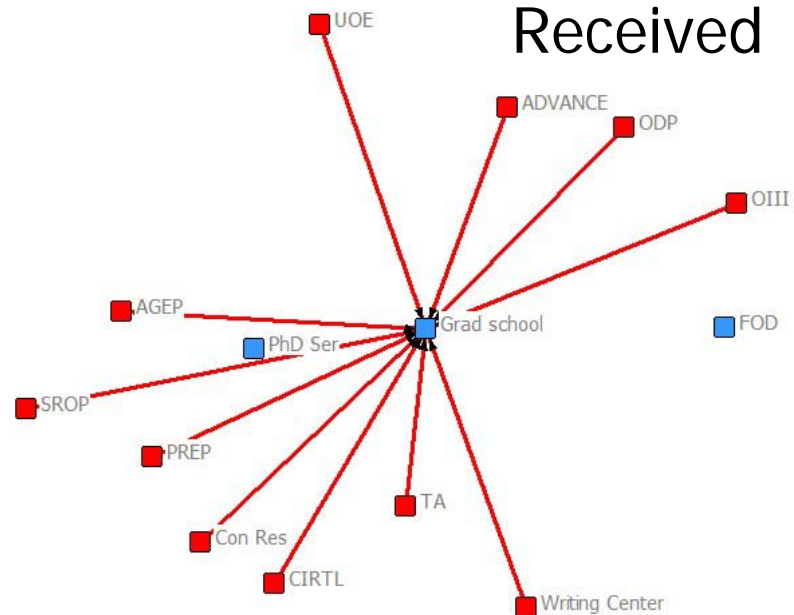 Received
UOE
ADVANCE
ODP
OIII
AGEP
Grad school
FOD
PhD Ser
SROP
PREP
TA
Con Res
CIRTL
Writing Center